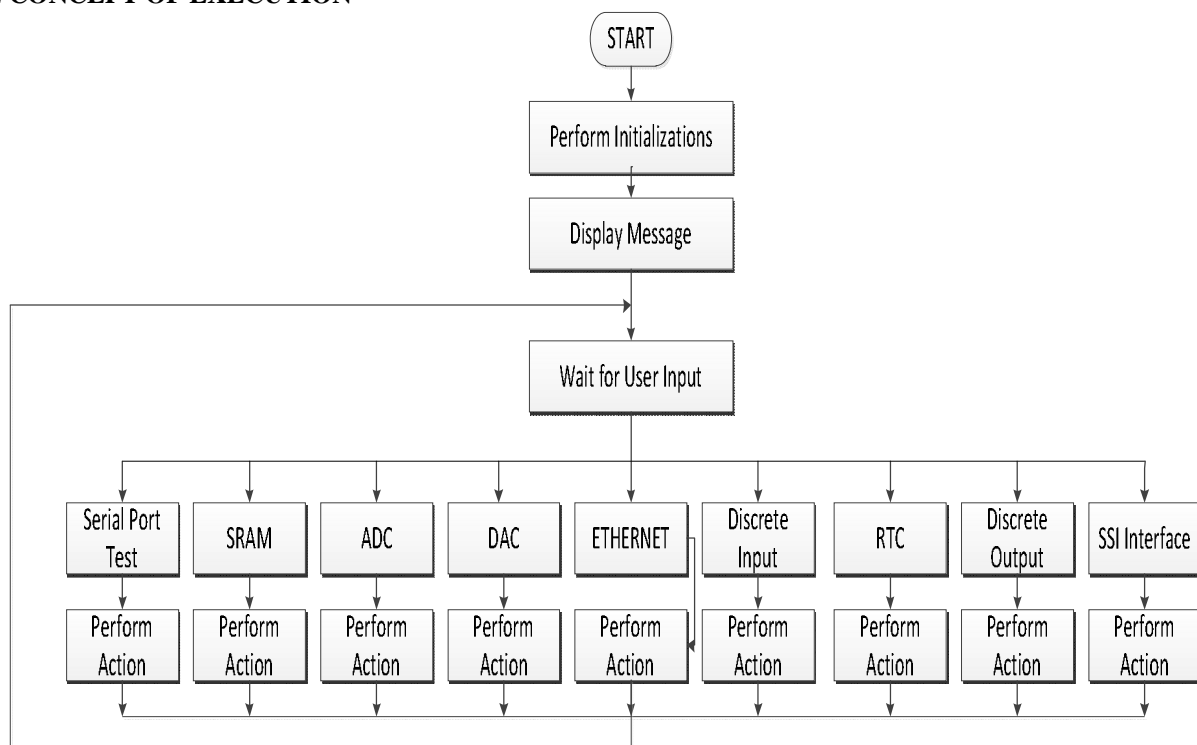 CONCEPT OF EXECUTION
START
Perform Initializations
Display Message
Wait for User Input
Serial Port
Test
SRAM
ADC
DAC
ETHERNET
Discrete
Input
RTC
Discrete
Output
SSI Interface
Perform
Action
Perform
Action
Perform
Action
Perform
Action
Perform
Action
Perform
Action
Perform
Action
Perform
Action
Perform
Action